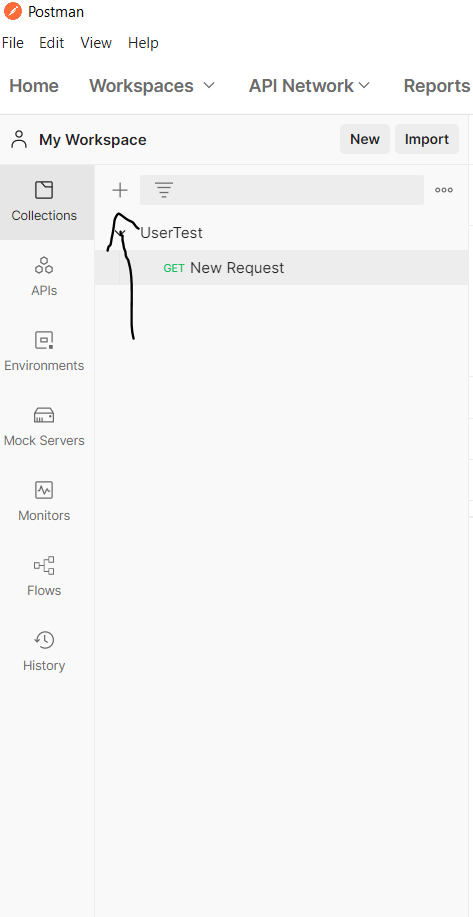 Postman
File Edit View Help
Home Workspaces API Network Reports
My Workspace New Import
Collections
UserTest
GET New Request
APIs
Environments
Mock Servers
Monitors
Flows
History